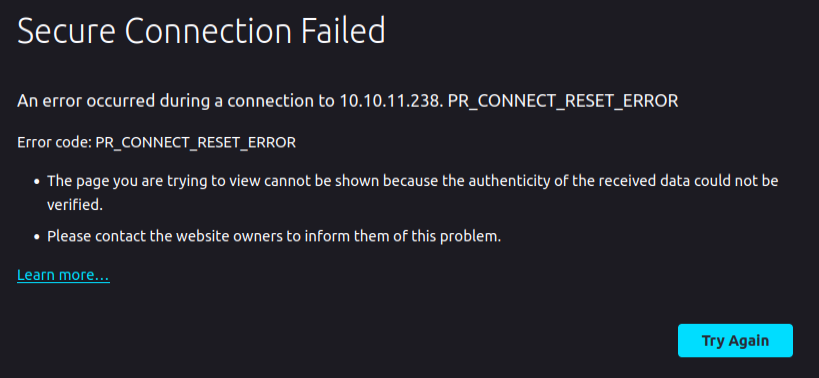 Secure Connection Failed
An error occurred during a connection to 10.10.11.238. PR_CONNECT_RESET_ERROR
Error code: PR_CONNECT_RESET_ERROR
• The page you are trying to view cannot be shown because the authenticity of the received data could not be
verified.
• Please contact the website owners to inform them of this problem.
Learn more…
Try Again